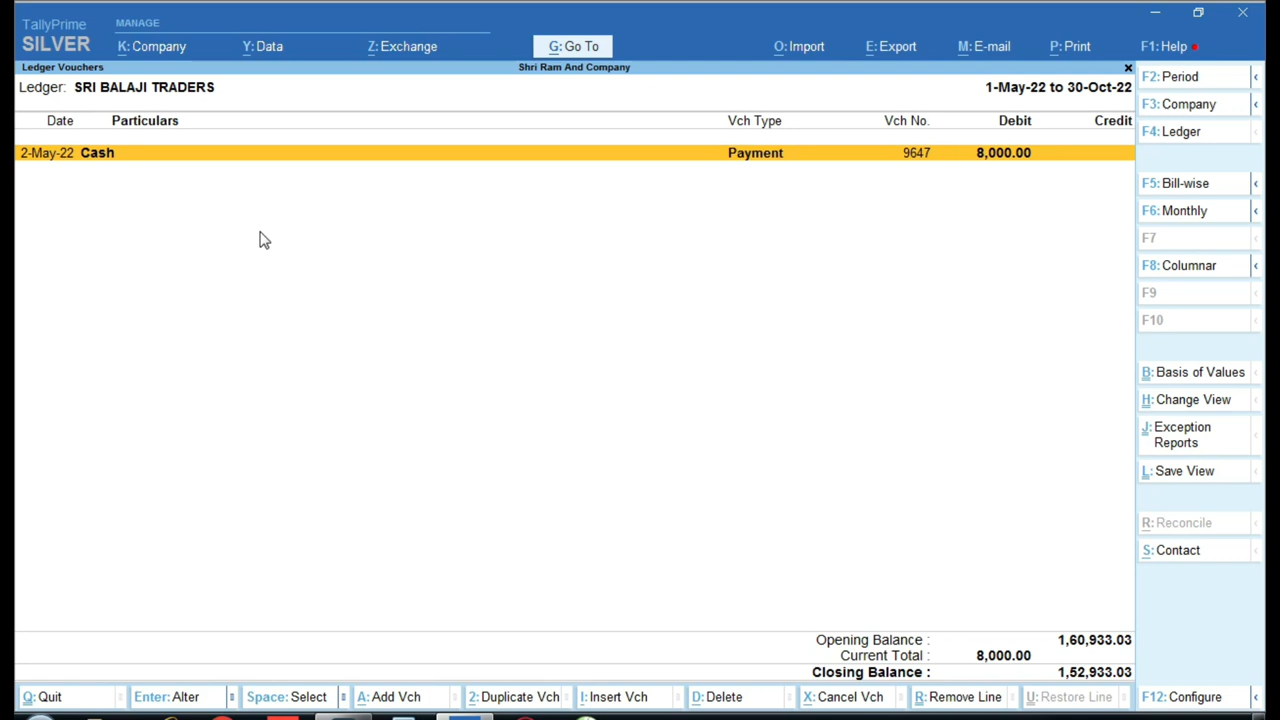 TallyPrime
MANAGE
SILVER
K: Company Y: Data Z: Exchange G: Go To O: Import E: Export M: E-mail P: Print F1: Help
Ledger Vouchers Shri Ram And Company
Ledger: SRI BALAJI TRADERS 1-May-22 to 30-Oct-22
Date Particulars Vch Type Vch No. Debit Credit
2-May-22 Cash Payment 9647 8,000.00
Opening Balance : 1,60,933.03
Current Total : 8,000.00
Closing Balance : 1,52,933.03
F2: Period
F3: Company
F4: Ledger
F5: Bill-wise
F6: Monthly
F7
F8: Columnar
F9
F10
B: Basis of Values
H: Change View
J: Exception
Reports
L: Save View
R: Reconcile
S: Contact
Q: Quit Enter: Alter Space: Select A: Add Vch 2: Duplicate Vch I: Insert Vch D: Delete X: Cancel Vch R: Remove Line U: Restore Line F12: Configure